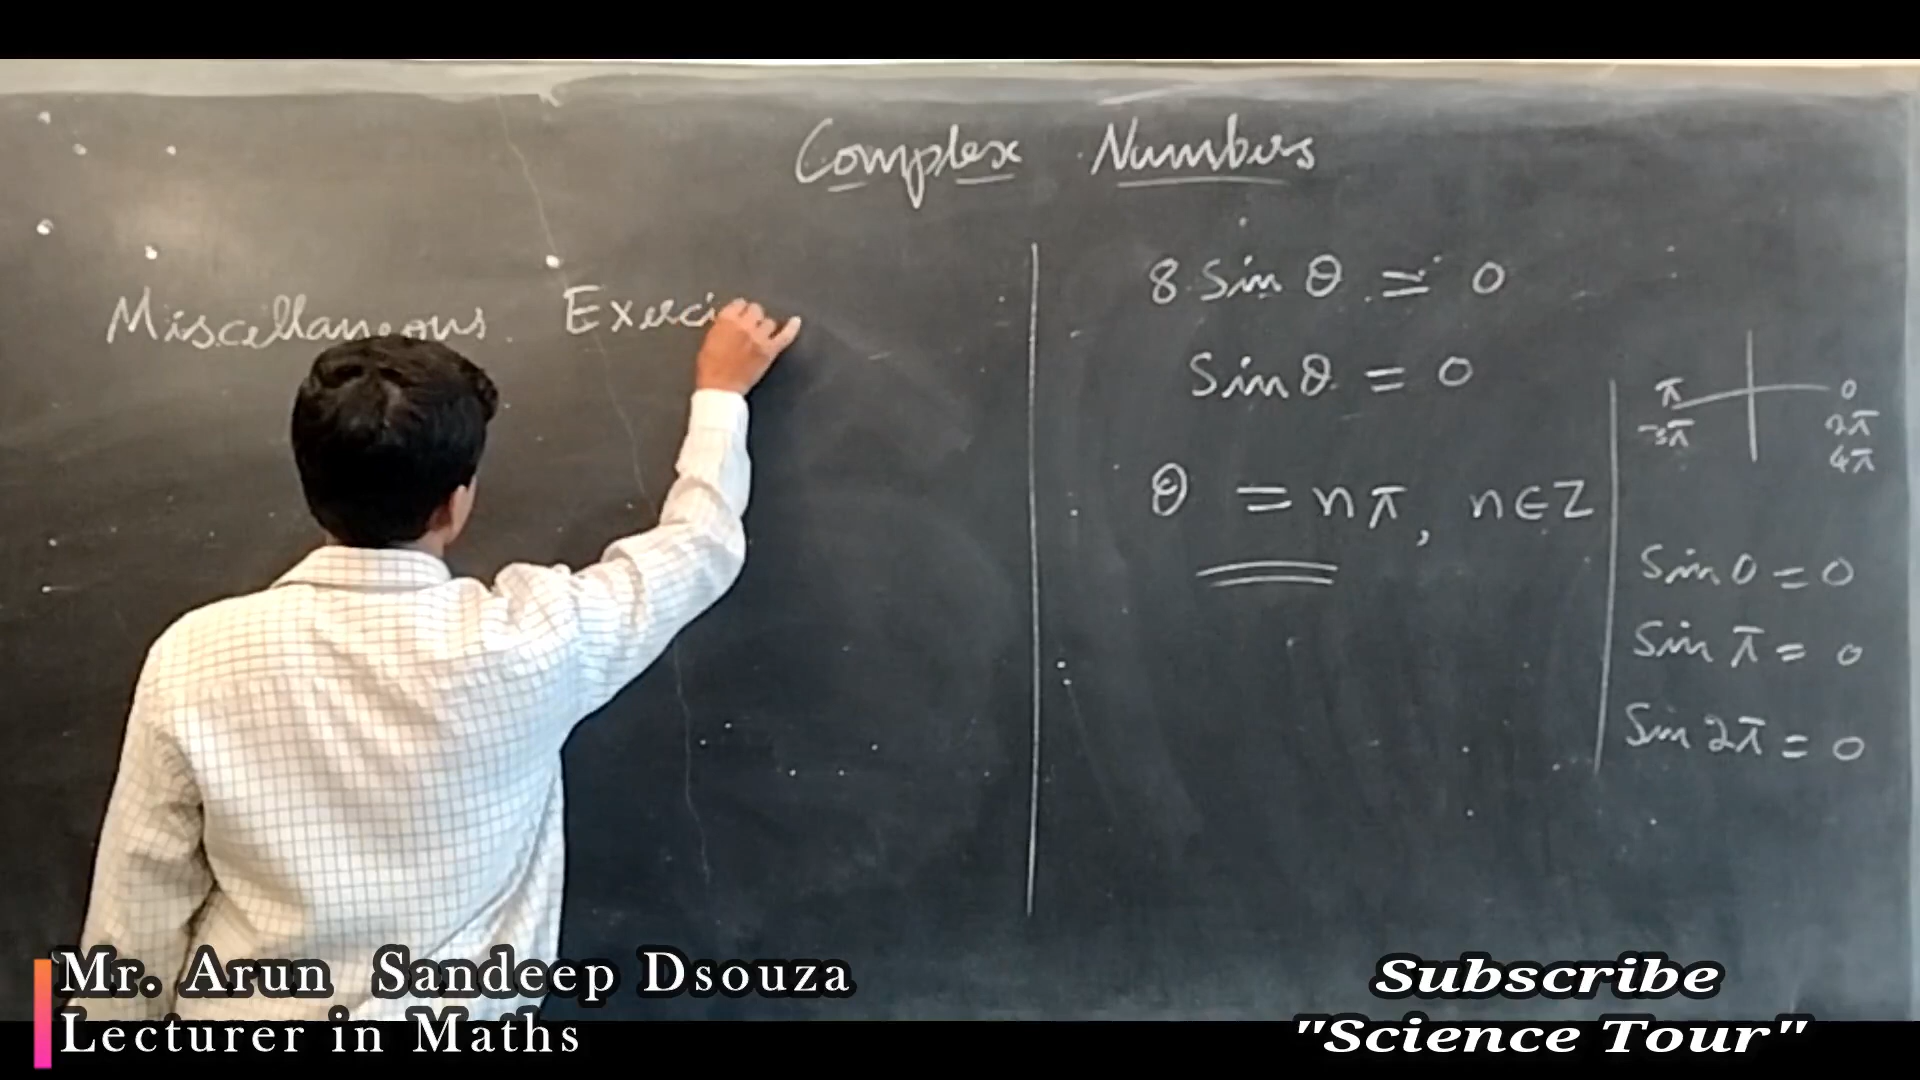 Complex Numbers
Miscellaneous Exerci
8 Sin θ = 0
Sin θ = 0
θ = nπ, n∈Z
π 0
2π
4π
Sin 0 = 0
Sin π = 0
Sin 2π = 0
Mr. Arun Sandeep Dsouza
Lecturer in Maths
Subscribe
"Science Tour"